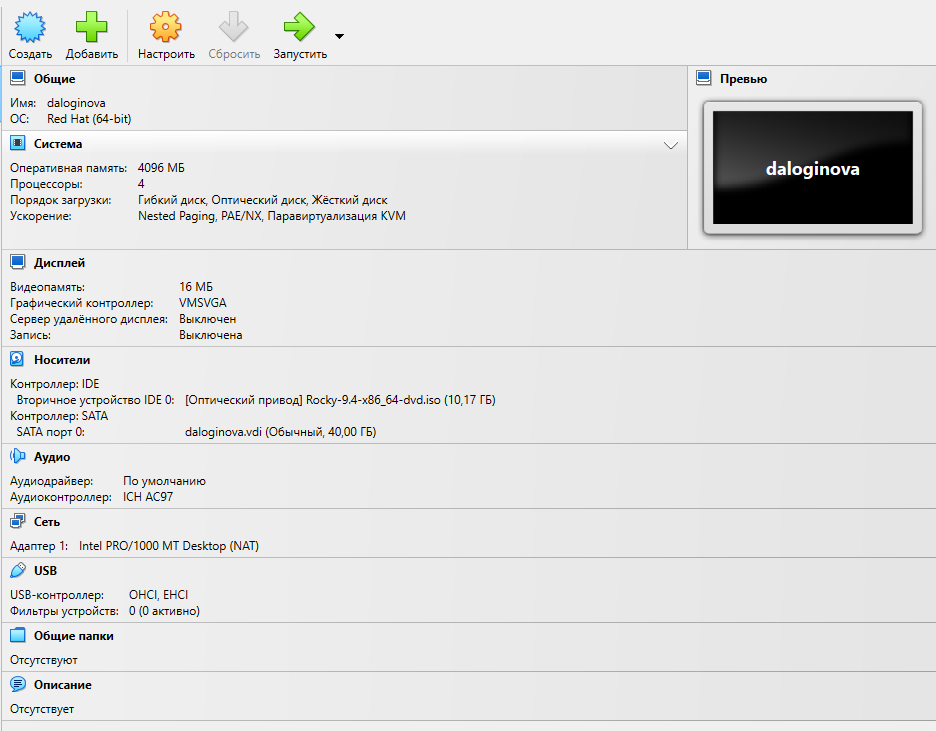 Создать Добавить Настроить Сбросить Запустить
Общие
Имя: daloginova
ОС: Red Hat (64-bit)
Превью
daloginova
Система
Оперативная память: 4096 МБ
Процессоры: 4
Порядок загрузки: Гибкий диск, Оптический диск, Жёсткий диск
Ускорение: Nested Paging, PAE/NX, Паравиртуализация KVM
Дисплей
Видеопамять: 16 МБ
Графический контроллер: VMSVGA
Сервер удалённого дисплея: Выключен
Запись: Выключена
Носители
Контроллер: IDE
Вторичное устройство IDE 0: [Оптический привод] Rocky-9.4-x86_64-dvd.iso (10,17 ГБ)
Контроллер: SATA
SATA порт 0: daloginova.vdi (Обычный, 40,00 ГБ)
Аудио
Аудиодрайвер: По умолчанию
Аудиоконтроллер: ICH AC97
Сеть
Адаптер 1: Intel PRO/1000 MT Desktop (NAT)
USB
USB-контроллер: OHCI, EHCI
Фильтры устройств: 0 (0 активно)
Общие папки
Отсутствуют
Описание
Отсутствует